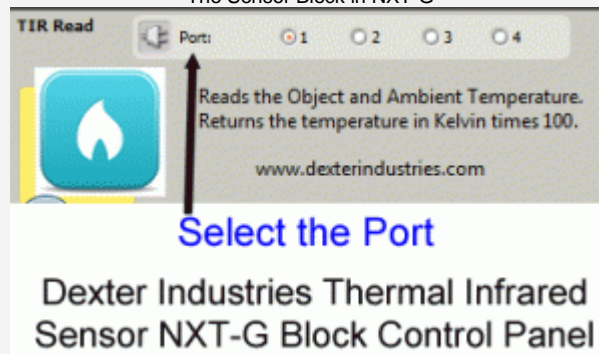 The Sensor Block in NXT-G
TIR Read
Port: 1 2 3 4
Reads the Object and Ambient Temperature.
Returns the temperature in Kelvin times 100.
www.dexterindustries.com
Select the Port
Dexter Industries Thermal Infrared
Sensor NXT-G Block Control Panel